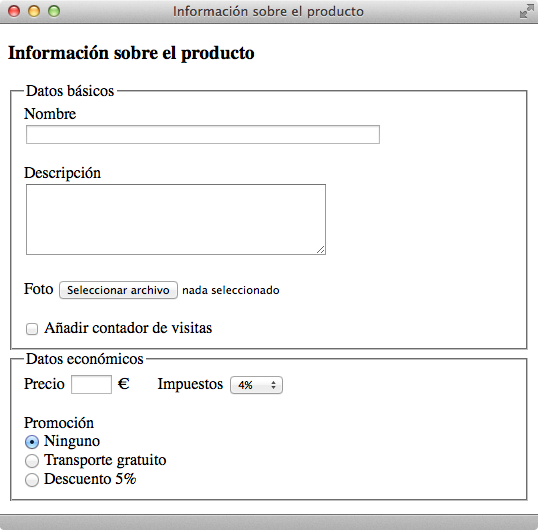 Información sobre el producto
Información sobre el producto
Datos básicos
Nombre
Descripción
Foto Seleccionar archivo nada seleccionado
Añadir contador de visitas
Datos económicos
Precio € Impuestos 4%
Promoción
Ninguno
Transporte gratuito
Descuento 5%